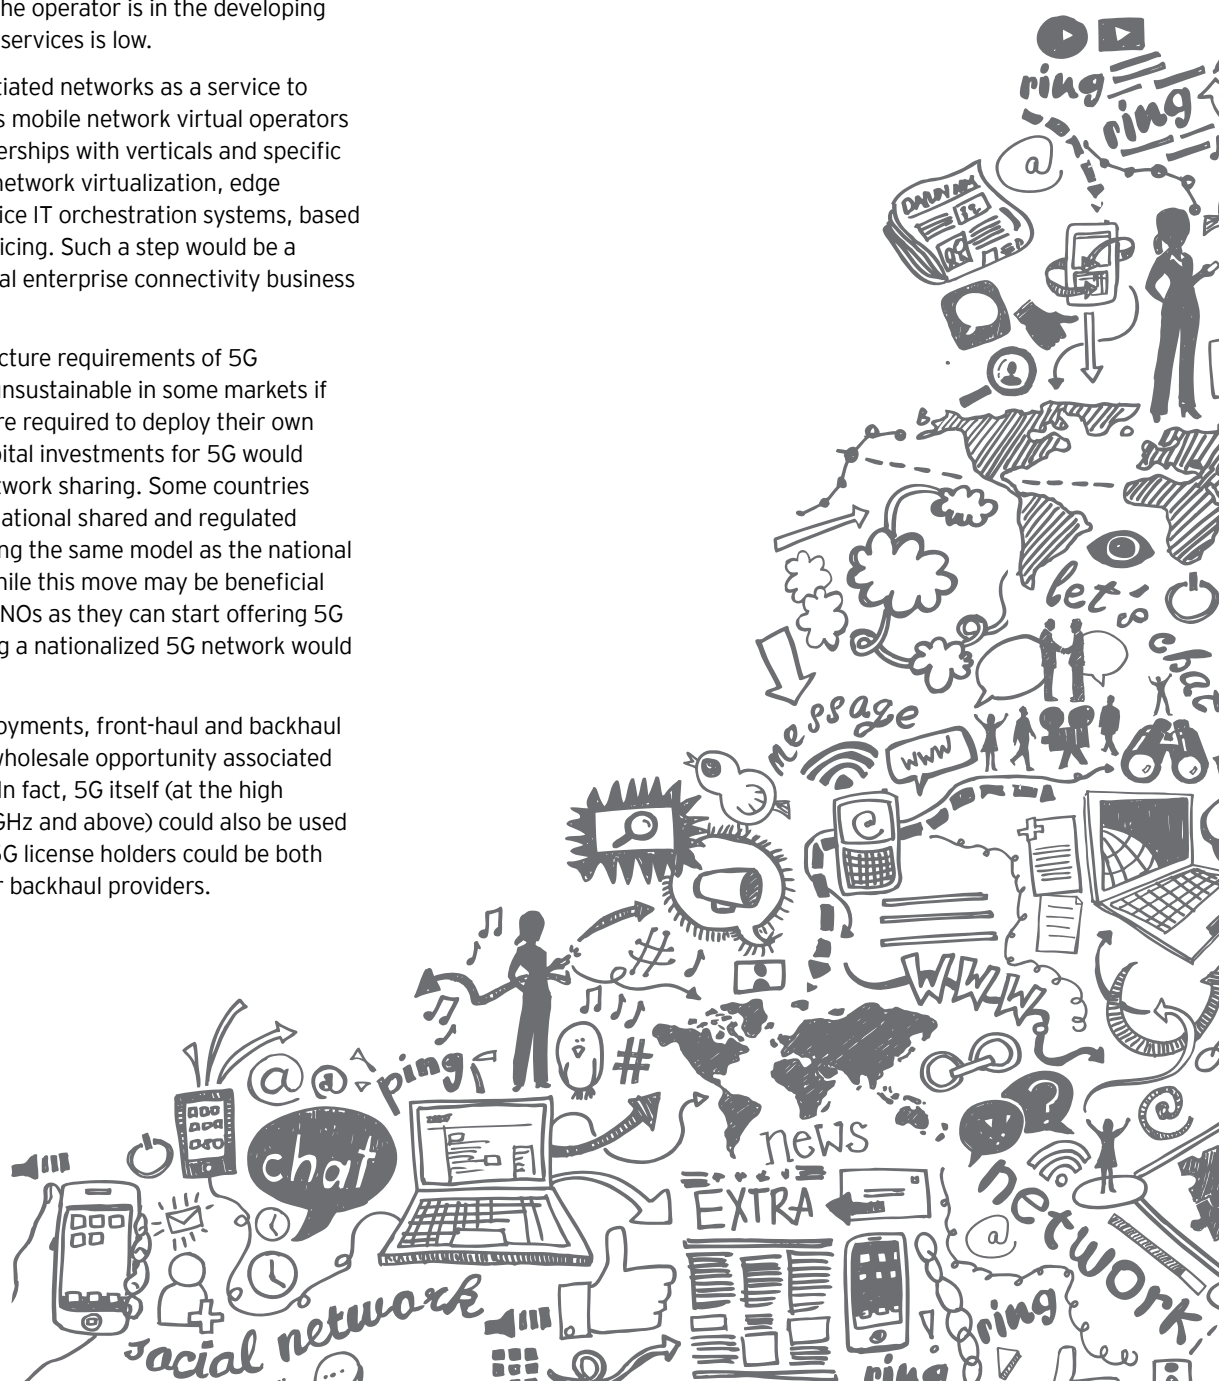 he operator is in the developing
services is low.
tiated networks as a service to
s mobile network virtual operators
erships with verticals and specific
network virtualization, edge
ice IT orchestration systems, based
icing. Such a step would be a
al enterprise connectivity business
cture requirements of 5G
unsustainable in some markets if
re required to deploy their own
pital investments for 5G would
twork sharing. Some countries
ational shared and regulated
ng the same model as the national
hile this move may be beneficial
NOs as they can start offering 5G
g a nationalized 5G network would
oyments, front-haul and backhaul
wholesale opportunity associated
In fact, 5G itself (at the high
GHz and above) could also be used
5G license holders could be both
r backhaul providers.
ring
ring
@
let's
chat
message
www
@
#
www
@
@
ping
#
?
@
chat
news
EXTRA
network
@
social network
ring
ring